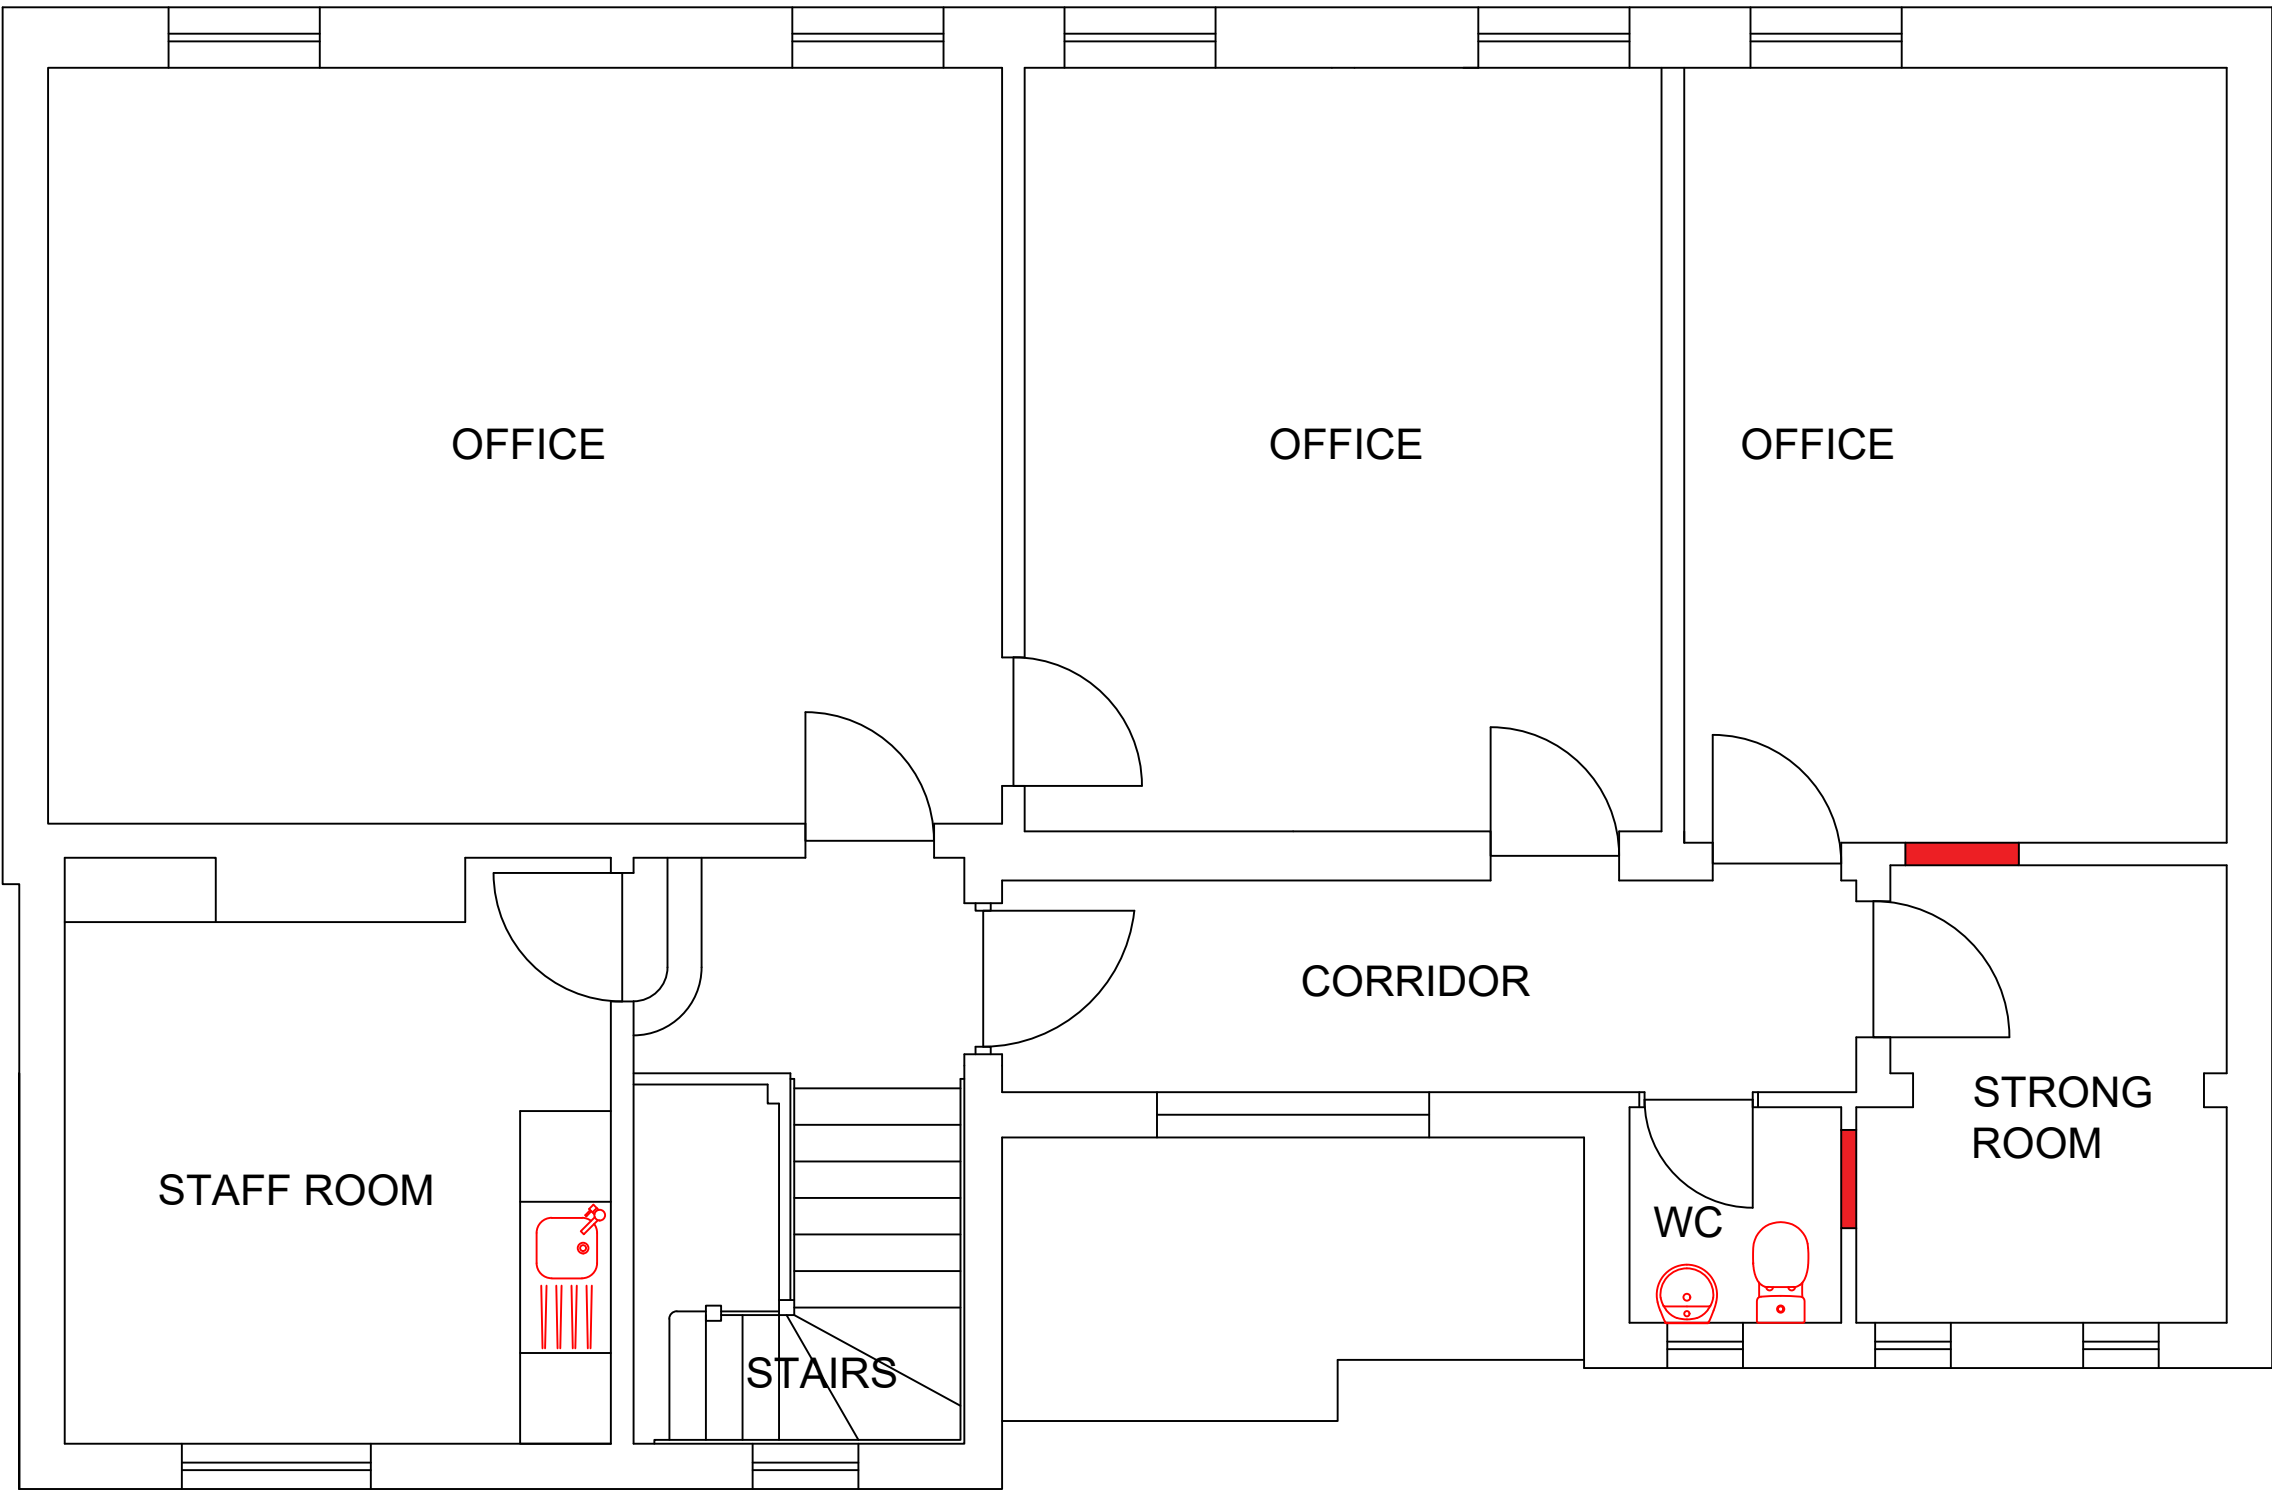 OFFICE
OFFICE
OFFICE
CORRIDOR
STRONG
ROOM
STAFF ROOM
WC
STAIRS